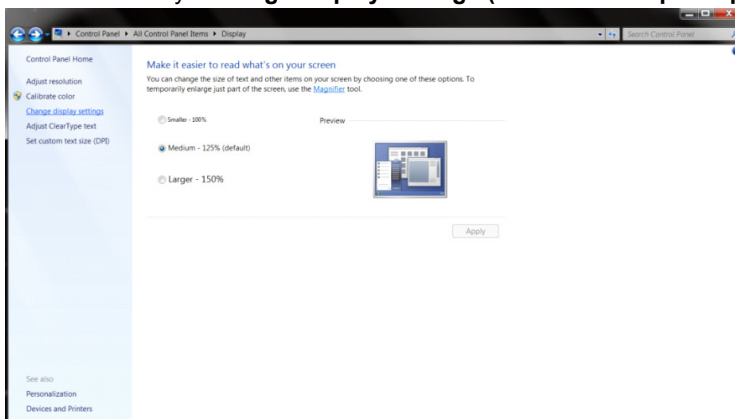 Control Panel ▸ All Control Panel Items ▸ Display
Search Control Panel
Control Panel Home
Adjust resolution
Calibrate color
Change display settings
Adjust ClearType text
Set custom text size (DPI)
See also
Personalization
Devices and Printers
Make it easier to read what's on your screen
You can change the size of text and other items on your screen by choosing one of these options. To
temporarily enlarge just part of the screen, use the Magnifier tool.
Smaller - 100%
Preview
Medium - 125% (default)
Larger - 150%
Apply